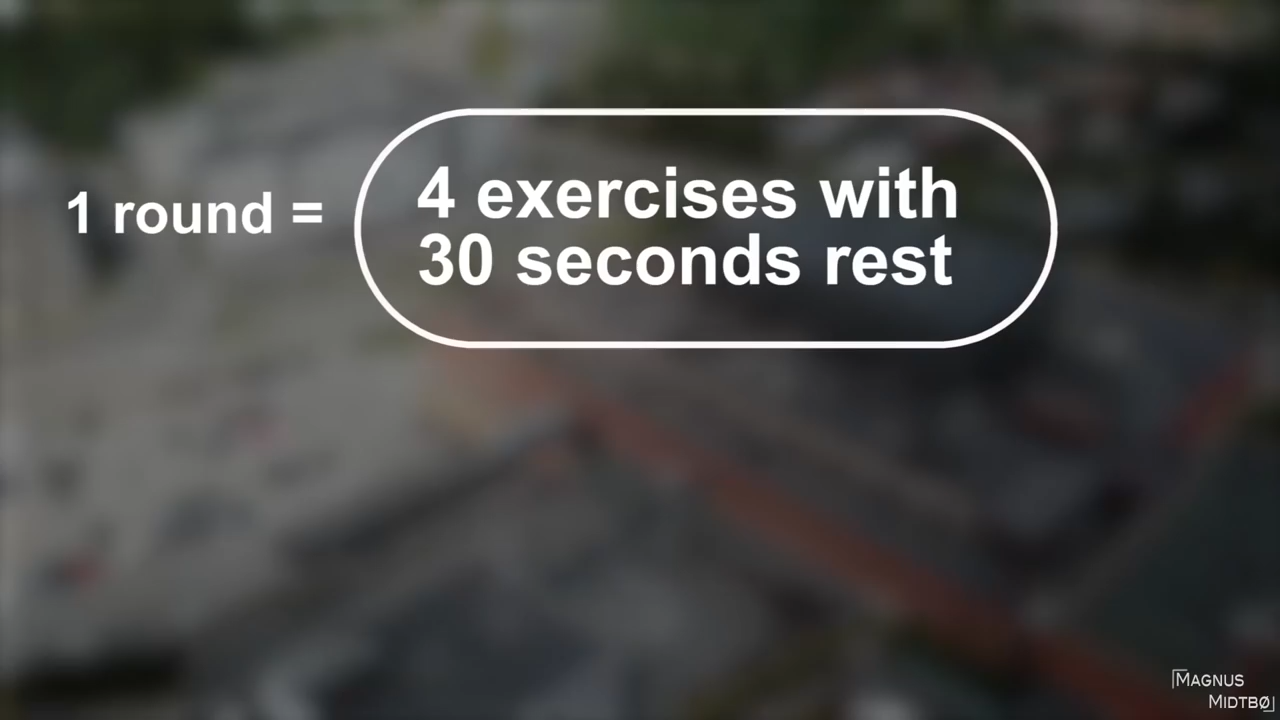 1 round =
4 exercises with
30 seconds rest
MAGNUS
MIDTBØ